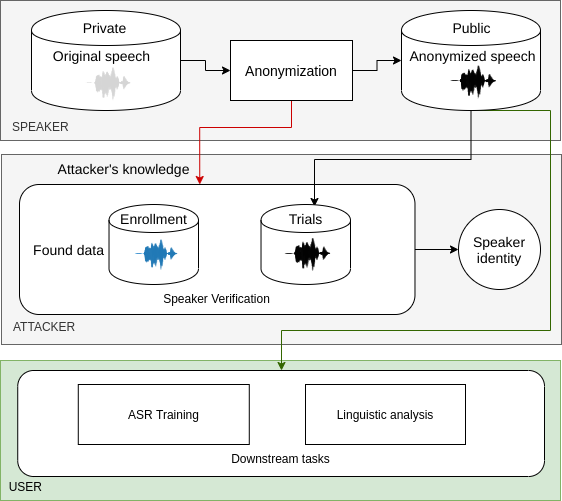 Private
Original speech
Anonymization
Public
Anonymized speech
SPEAKER
Attacker's knowledge
Found data
Enrollment
Trials
Speaker Verification
Speaker
identity
ATTACKER
ASR Training
Linguistic analysis
Downstream tasks
USER